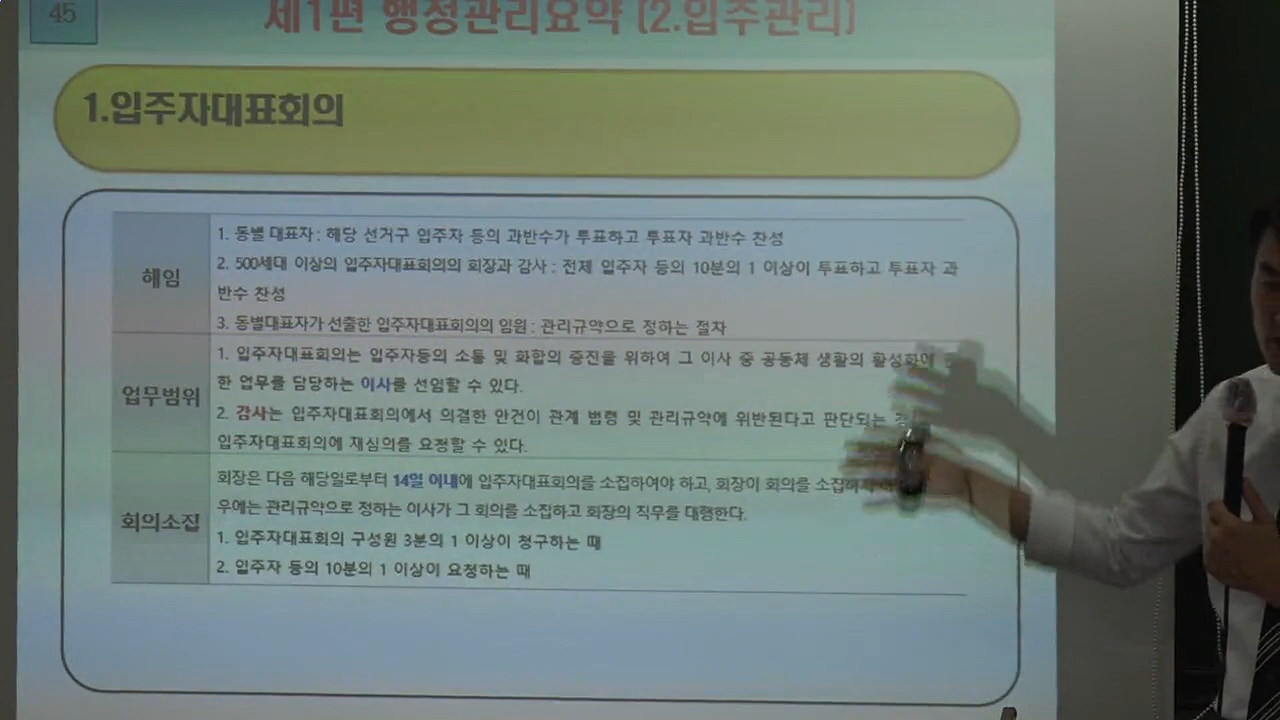 45
제1편 행정관리요약 (2.입주관리)
1.입주자대표회의
해임
1. 동별 대표자 : 해당 선거구 입주자 등의 과반수가 투표하고 투표자 과반수 찬성
2. 500세대 이상의 입주자대표회의의 회장과 감사 : 전체 입주자 등의 10분의 1 이상이 투표하고 투표자 과
반수 찬성
3. 동별대표자가 선출한 입주자대표회의의 임원 : 관리규약으로 정하는 절차
업무범위
1. 입주자대표회의는 입주자등의 소통 및 화합의 증진을 위하여 그 이사 중 공동체 생활의 활성화에
한 업무를 담당하는 이사를 선임할 수 있다.
2. 감사는 입주자대표회의에서 의결한 안건이 관계 법령 및 관리규약에 위반된다고 판단되는
입주자대표회의에 재심의를 요청할 수 있다.
회의소집
회장은 다음 해당일로부터 14일 이내에 입주자대표회의를 소집하여야 하고, 회장이 회의를
우에는 관리규약으로 정하는 이사가 그 회의를 소집하고 회장의 직무를 대행한다.
1. 입주자대표회의 구성원 3분의 1 이상이 청구하는 때
2. 입주자 등의 10분의 1 이상이 요청하는 때